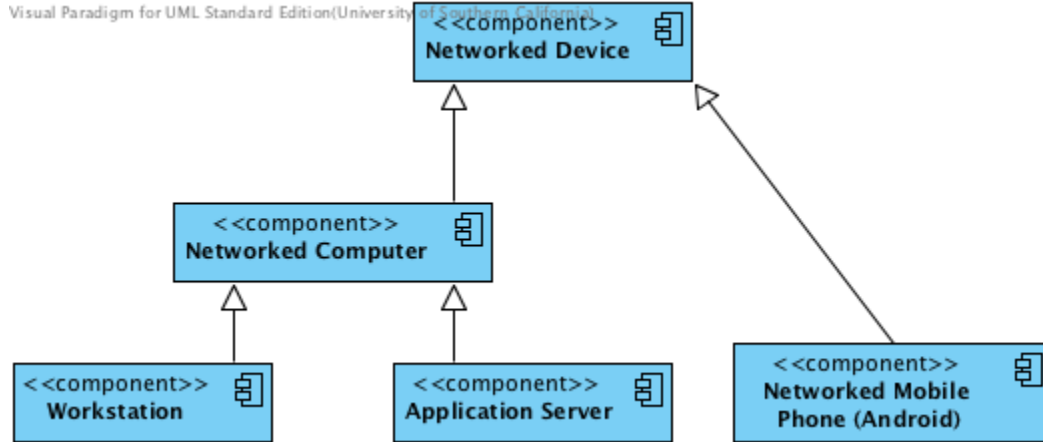 Visual Paradigm for UML Standard Edition(University of Southern California)
<<component>>
Networked Device
<<component>>
Networked Computer
<<component>>
Workstation
<<component>>
Application Server
<<component>>
Networked Mobile
Phone (Android)